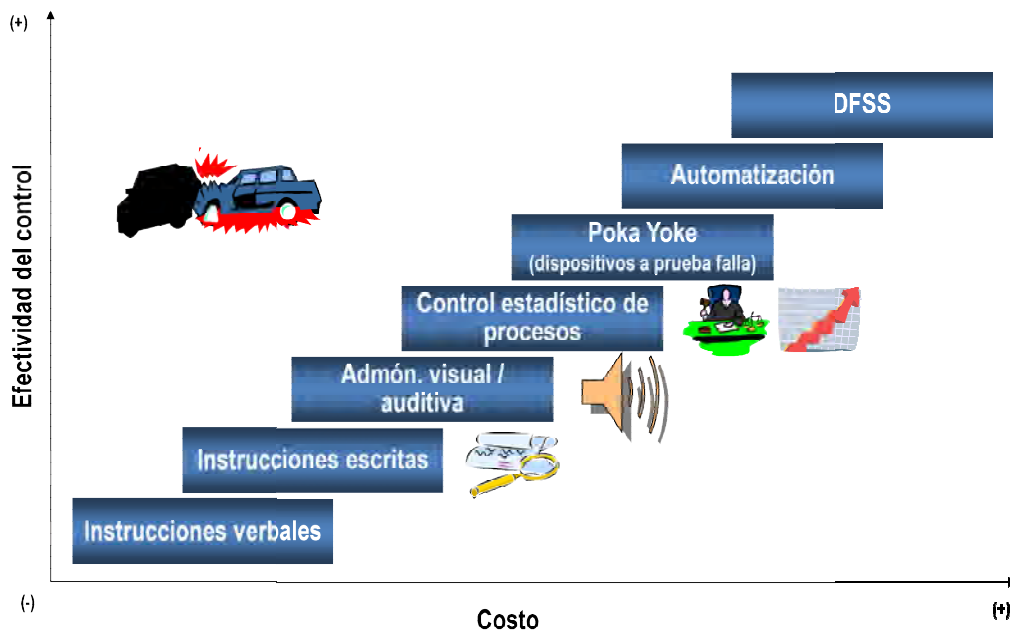 (+)
DFSS
Automatización
Poka Yoke
(dispositivos a prueba falla)
Control estadístico de
procesos
Admón. visual /
auditiva
Instrucciones escritas
Instrucciones verbales
Efectividad del control
(-)
Costo
(+)